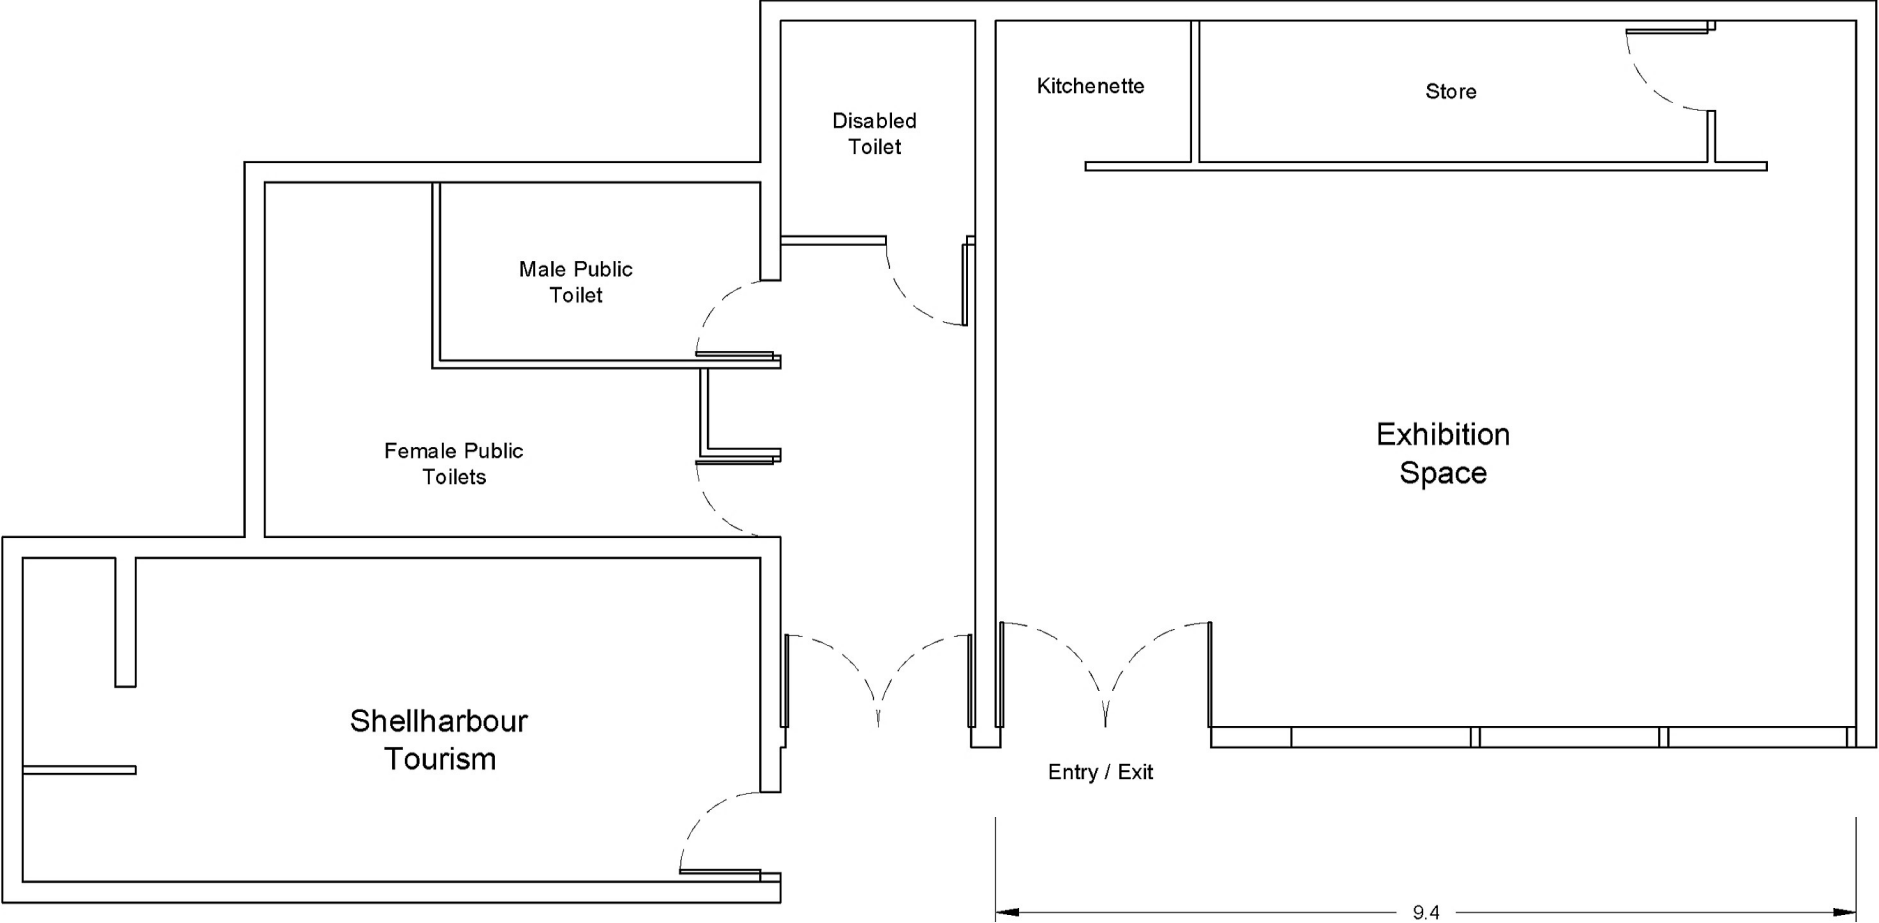 Kitchenette
Store
Disabled
Toilet
Male Public
Toilet
Exhibition
Space
Female Public
Toilets
Shellharbour
Tourism
Entry / Exit
9.4